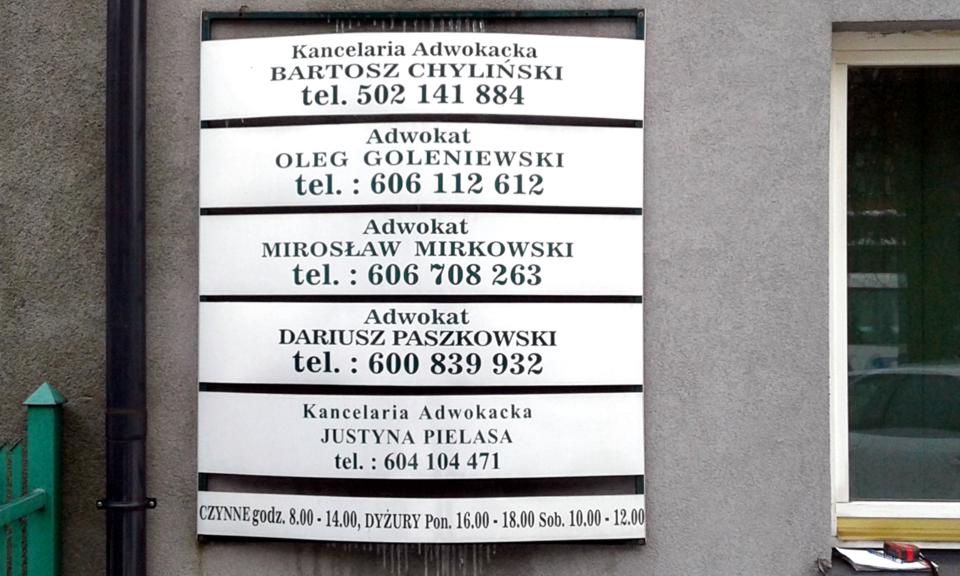 Kancelaria Adwokacka
BARTOSZ CHYLIŃSKI
tel. 502 141 884
Adwokat
OLEG GOLENIEWSKI
tel. : 606 112 612
Adwokat
MIROSŁAW MIRKOWSKI
tel. : 606 708 263
Adwokat
DARIUSZ PASZKOWSKI
tel. : 600 839 932
Kancelaria Adwokacka
JUSTYNA PIELASA
tel. : 604 104 471
CZYNNE godz. 8.00 - 14.00, DYŻURY Pon. 16.00 - 18.00 Sob. 10.00 - 12.00